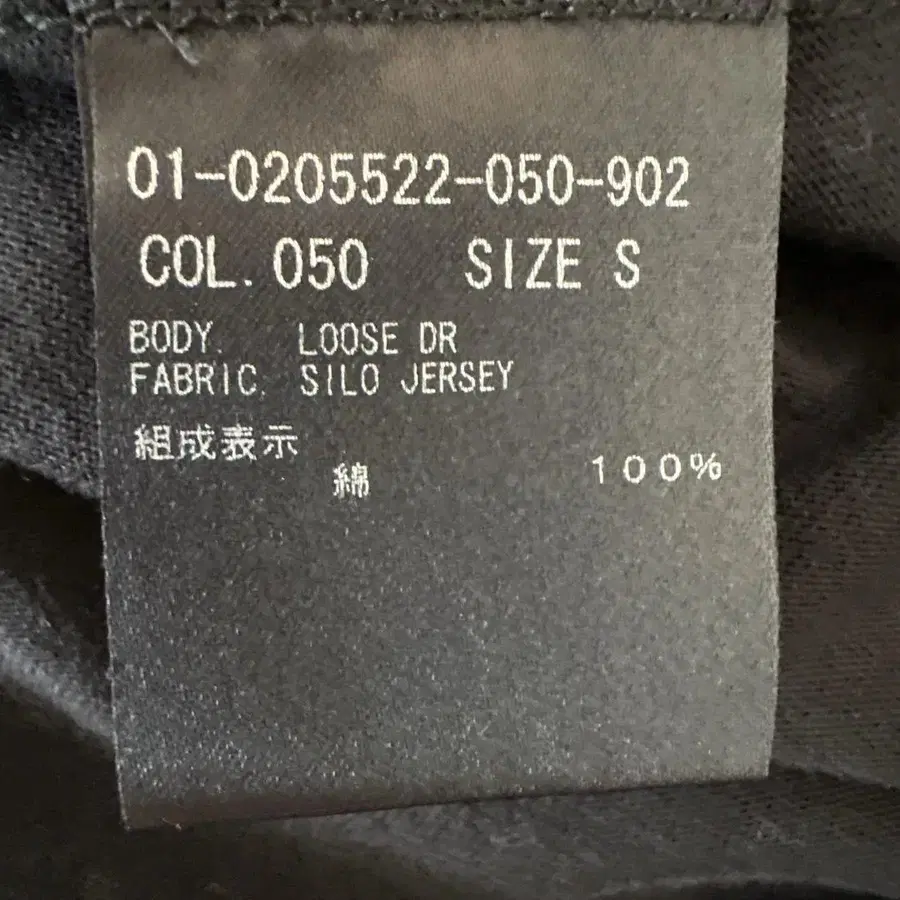 01-0205522-050-902
COL. 050 SIZE S
BODY. LOOSE DR
FABRIC. SILO JERSEY
組成表示
綿 100%